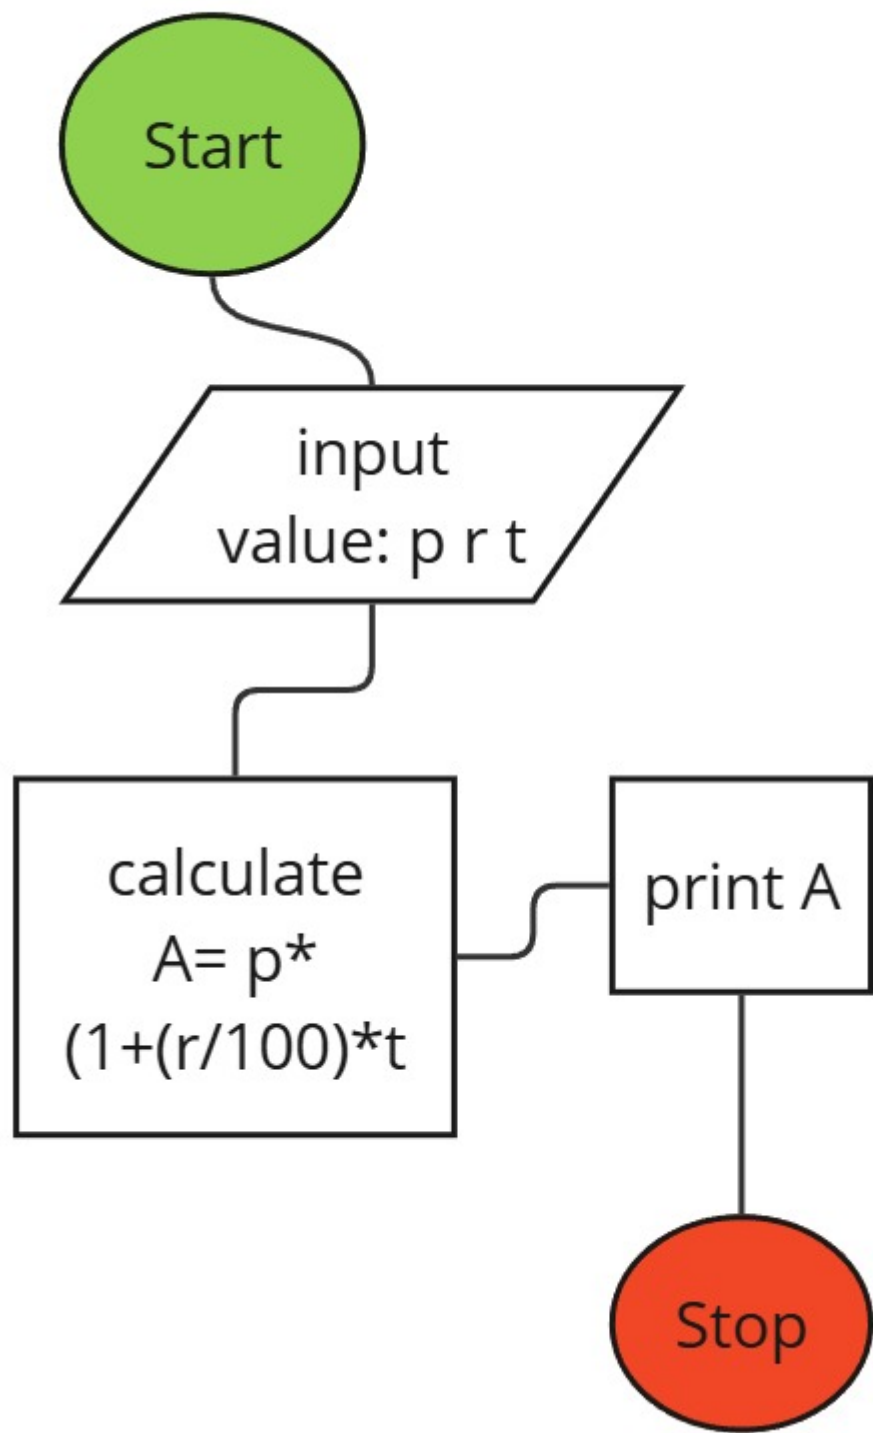 Start
input
value: p r t
calculate
A= p*
(1+(r/100)*t
print A
Stop